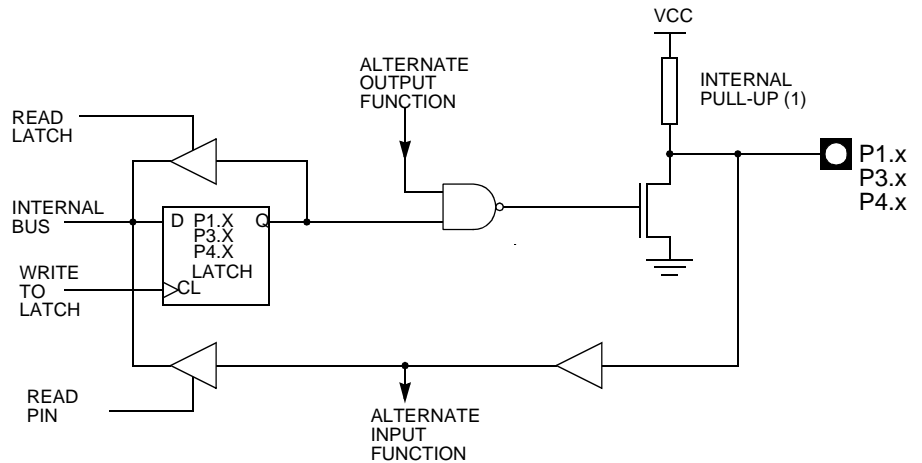 VCC
ALTERNATE
OUTPUT
FUNCTION
INTERNAL
PULL-UP (1)
READ
LATCH
P1.x
P3.x
P4.x
INTERNAL
BUS
D P1.X Q
P3.X
P4.X
LATCH
CL
WRITE
TO
LATCH
READ
PIN
ALTERNATE
INPUT
FUNCTION